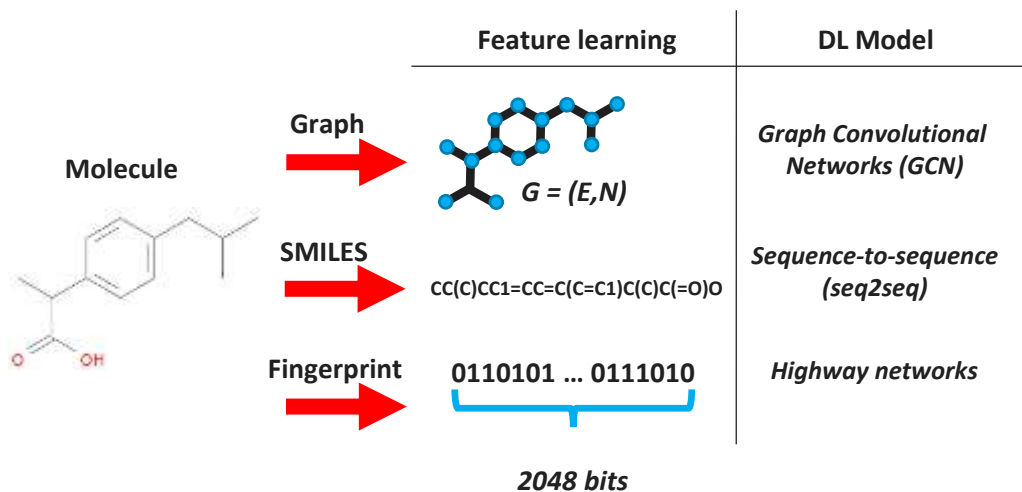 Feature learning
DL Model
Molecule
Graph
G = (E,N)
Graph Convolutional
Networks (GCN)
SMILES
CC(C)CC1=CC=C(C=C1)C(C)C(=O)O
Sequence-to-sequence
(seq2seq)
O
OH
Fingerprint
0110101 ... 0111010
Highway networks
2048 bits